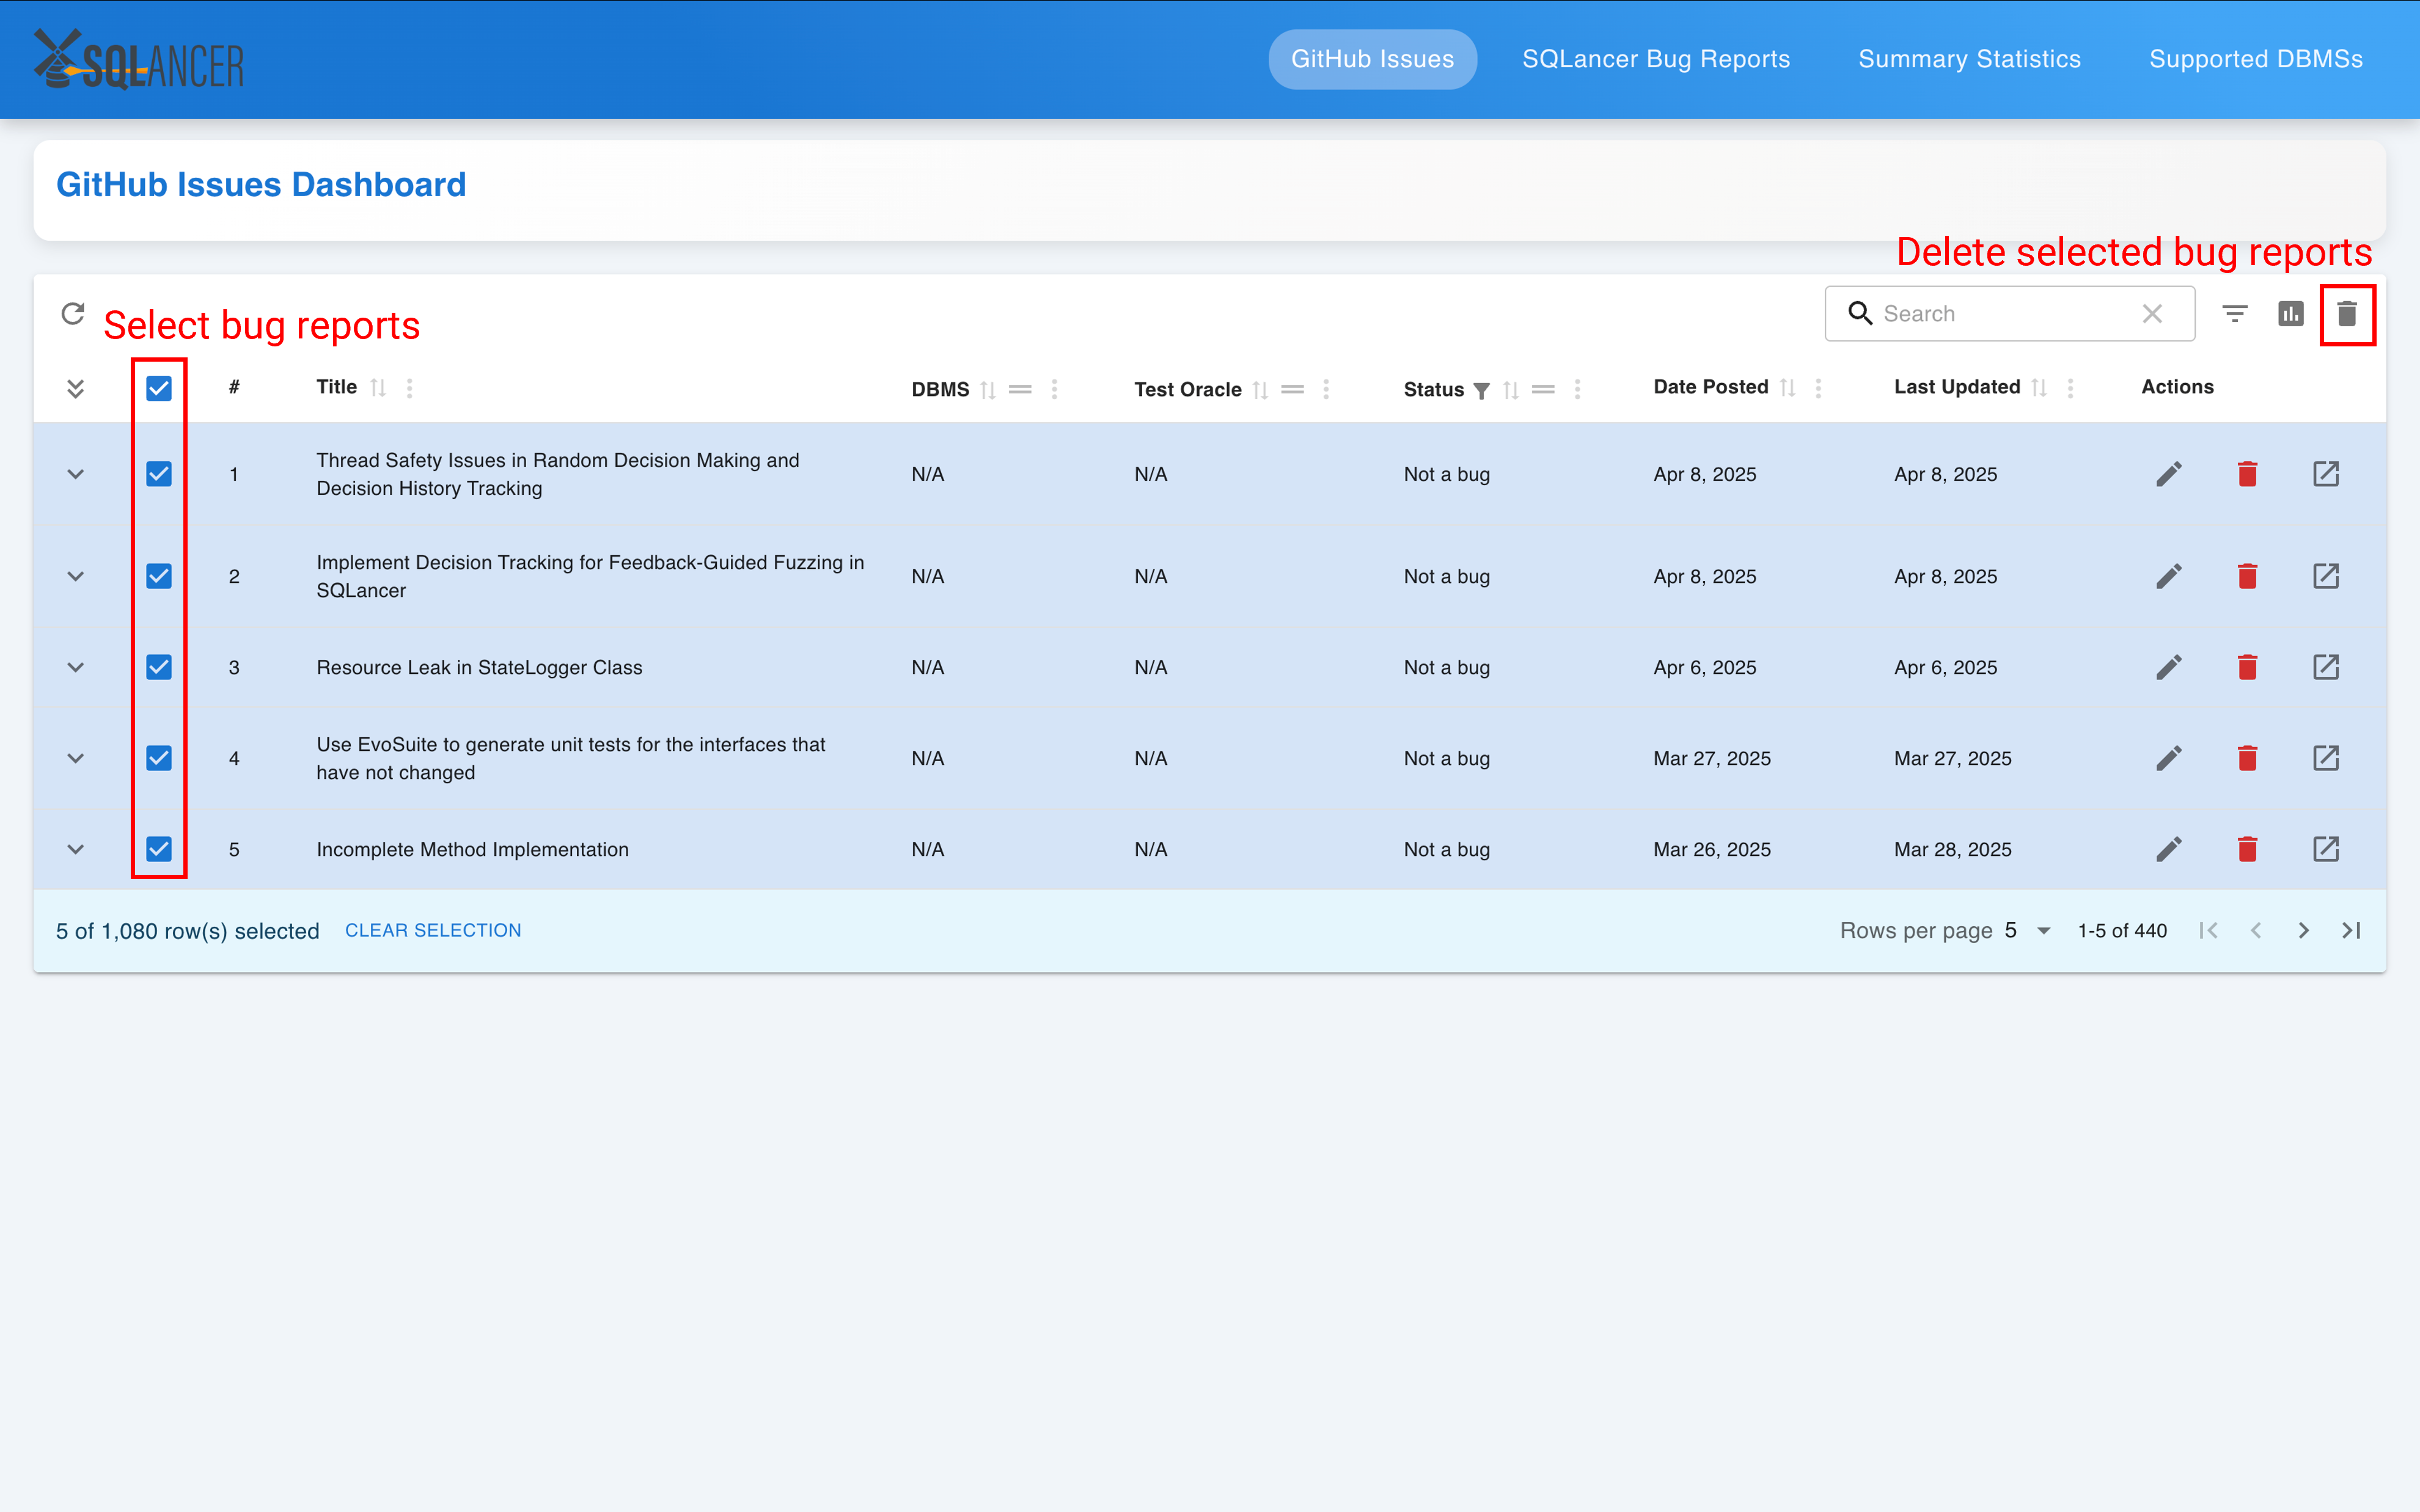 SQLANCER
GitHub Issues
SQLancer Bug Reports
Summary Statistics
Supported DBMSs
GitHub Issues Dashboard
Delete selected bug reports
Select bug reports
Search
#
Title
DBMS
Test Oracle
Status
Date Posted
Last Updated
Actions
1
Thread Safety Issues in Random Decision Making and
Decision History Tracking
N/A
N/A
Not a bug
Apr 8, 2025
Apr 8, 2025
2
Implement Decision Tracking for Feedback-Guided Fuzzing in
SQLancer
N/A
N/A
Not a bug
Apr 8, 2025
Apr 8, 2025
3
Resource Leak in StateLogger Class
N/A
N/A
Not a bug
Apr 6, 2025
Apr 6, 2025
4
Use EvoSuite to generate unit tests for the interfaces that
have not changed
N/A
N/A
Not a bug
Mar 27, 2025
Mar 27, 2025
5
Incomplete Method Implementation
N/A
N/A
Not a bug
Mar 26, 2025
Mar 28, 2025
5 of 1,080 row(s) selected
CLEAR SELECTION
Rows per page 5
1-5 of 440